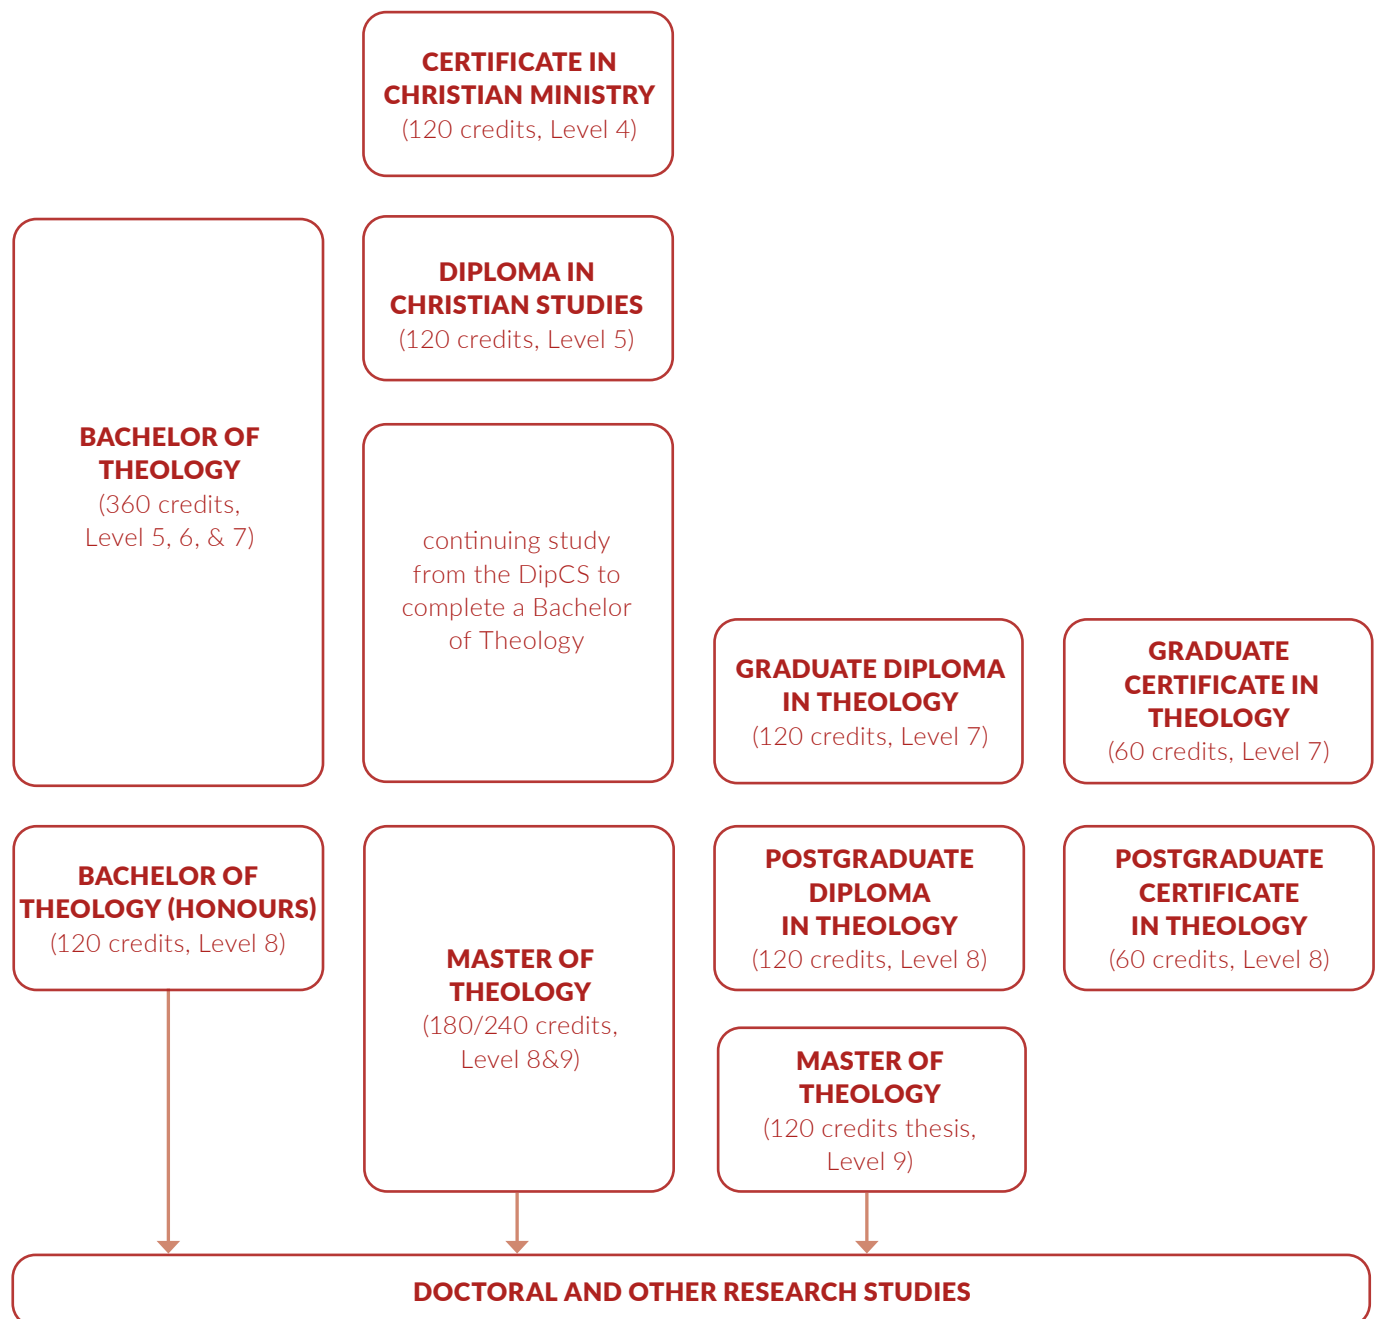 CERTIFICATE IN
CHRISTIAN MINISTRY
(120 credits, Level 4)
DIPLOMA IN
CHRISTIAN STUDIES
(120 credits, Level 5)
BACHELOR OF
THEOLOGY
(360 credits,
Level 5, 6, & 7)
continuing study
from the DipCS to
complete a Bachelor
of Theology
GRADUATE DIPLOMA
IN THEOLOGY
(120 credits, Level 7)
GRADUATE
CERTIFICATE IN
THEOLOGY
(60 credits, Level 7)
BACHELOR OF
THEOLOGY (HONOURS)
(120 credits, Level 8)
MASTER OF
THEOLOGY
(180/240 credits,
Level 8&9)
POSTGRADUATE
DIPLOMA
IN THEOLOGY
(120 credits, Level 8)
POSTGRADUATE
CERTIFICATE
IN THEOLOGY
(60 credits, Level 8)
MASTER OF
THEOLOGY
(120 credits thesis,
Level 9)
DOCTORAL AND OTHER RESEARCH STUDIES